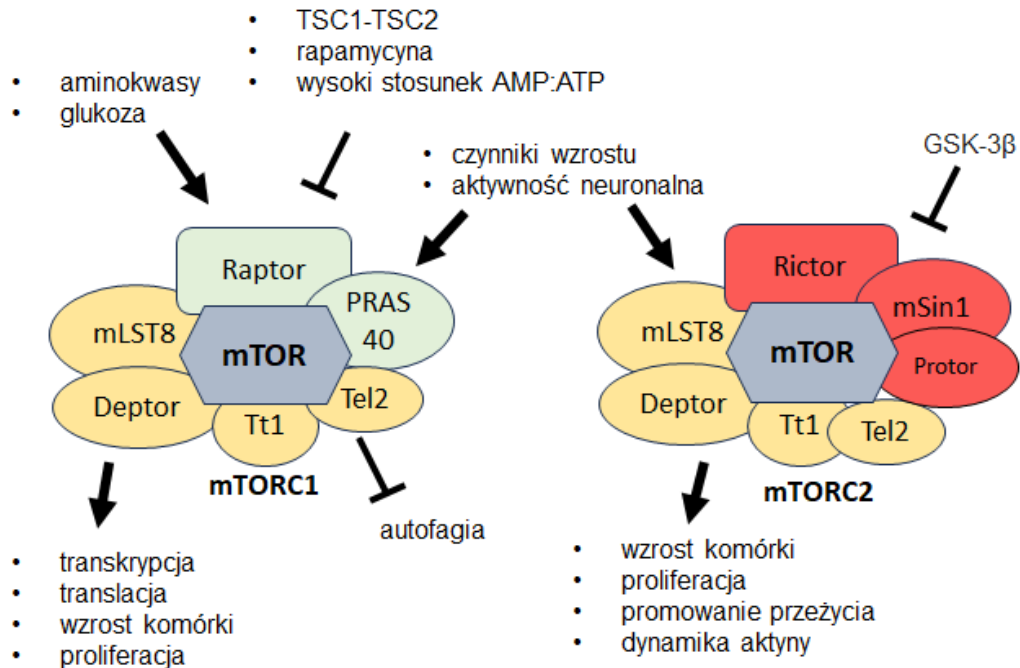 • TSC1-TSC2
• rapamycyna
• wysoki stosunek AMP:ATP
• aminokwasy
• glukoza
• czynniki wzrostu
• aktywność neuronalna
GSK-3β
Raptor
PRAS
40
mLST8
mTOR
Deptor
Tt1
Tel2
mTORC1
Rictor
mSin1
mLST8
mTOR
Protor
Deptor
Tt1
Tel2
mTORC2
autofagia
• transkrypcja
• translacja
• wzrost komórki
• proliferacja
• wzrost komórki
• proliferacja
• promowanie przeżycia
• dynamika aktyny